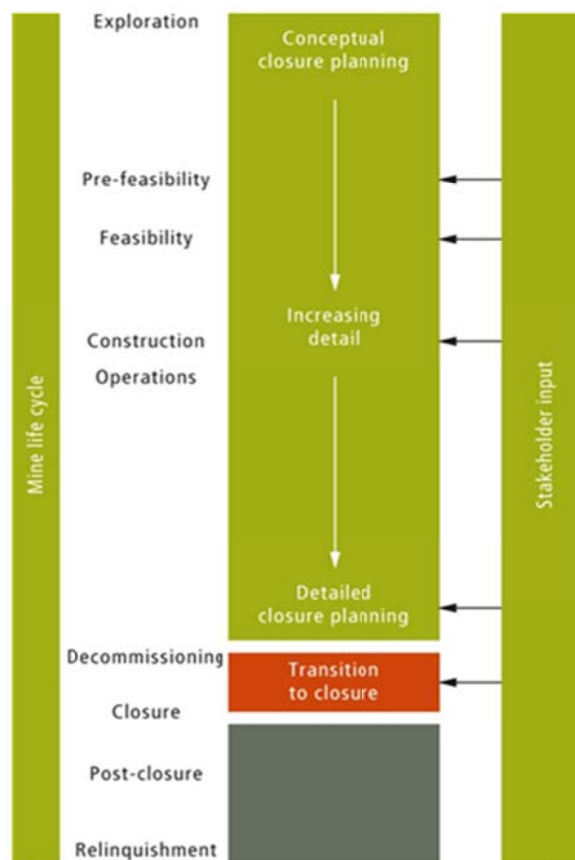 Exploration
Conceptual
closure planning
Pre-feasibility
Feasibility
Increasing
detail
Construction
Operations
Mine life cycle
Stakeholder input
Detailed
closure planning
Decommissioning
Transition
to closure
Closure
Post-closure
Relinquishment